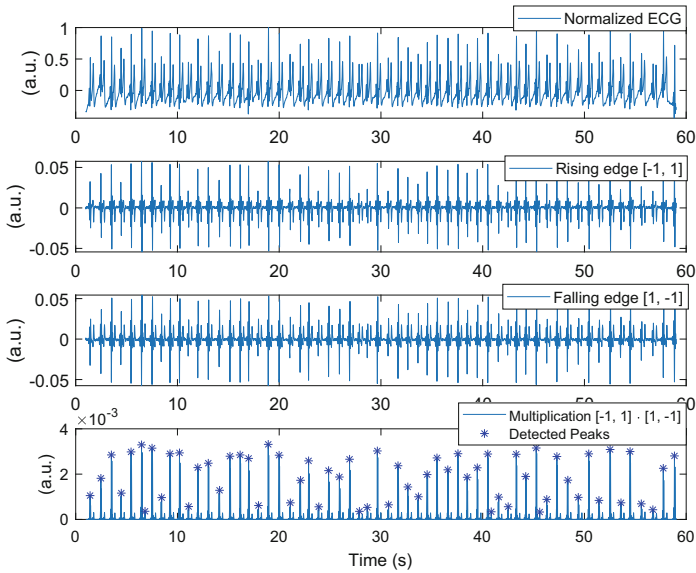 Normalized ECG
1
0.5
0
(a.u.)
0 10 20 30 40 50 60
Rising edge [-1, 1]
0.05
0
-0.05
(a.u.)
0 10 20 30 40 50 60
Falling edge [1, -1]
0.05
0
-0.05
(a.u.)
0 10 20 30 40 50 60
×10⁻³
Multiplication [-1, 1] · [1, -1]
Detected Peaks
4
2
0
(a.u.)
0 10 20 30 40 50 60
Time (s)